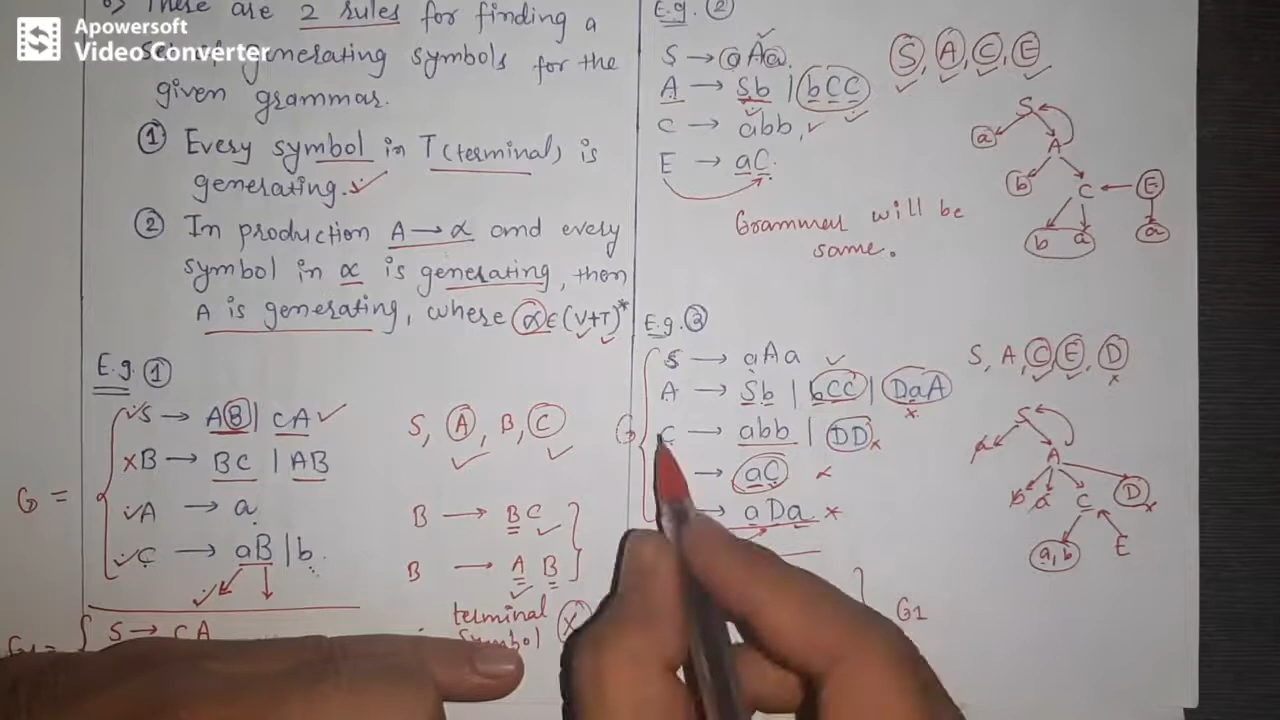 Apowersoft
Video Converter
There are 2 rules for finding a
set of generating symbols for the
given grammar.
① Every symbol in T(terminal) is
generating. ✓
② In production A → α and every
symbol in α is generating, then
A is generating, where α ∈ (V+T)*
E.g. ①
G =
✓S → AB | CA ✓
×B → BC | AB
✓A → a
✓C → aB | b.
S, A, B, C
B → BC
B → A B
terminal
symbol
×
S → CA
E.g. ②
S → aAa
A → Sb | bCC
C → abb,
E → aC.
S, A, C, E
S
a
A
b
C
E
b a
a
Grammer will be
same.
E.g. ③
G
S → aAa ✓
A → Sb | bCC | DaA
×
C → abb | DD ×
→ aC ×
→ aDa ×
S, A, C, E, D
×
S
a
A
b a C D ×
a, b
E
G1